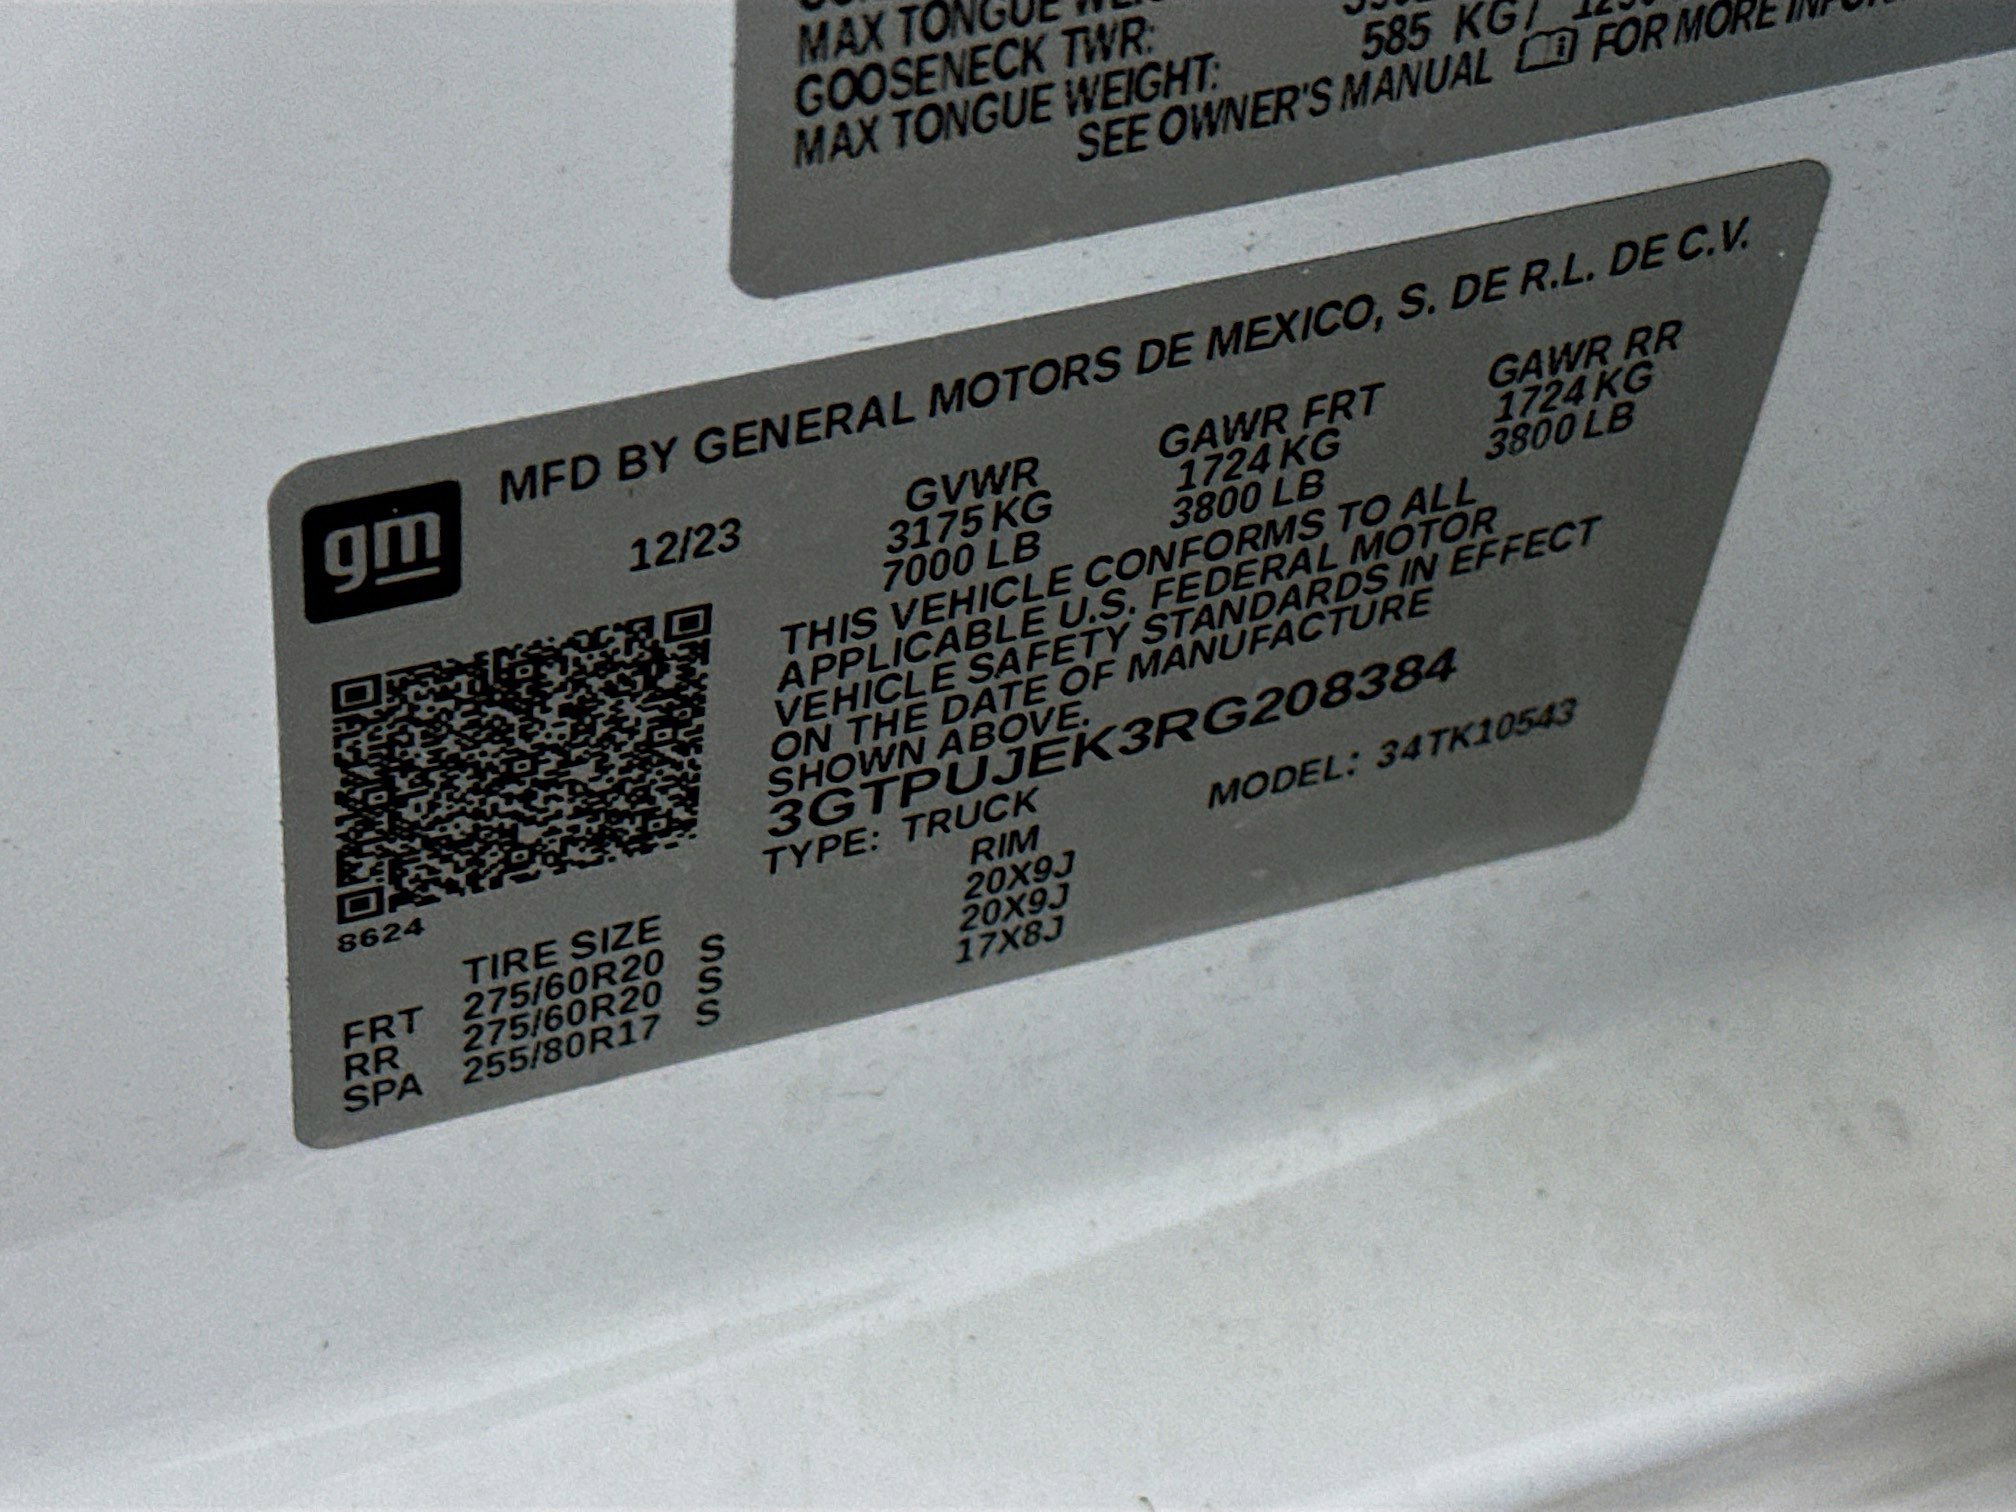 MAX TONGUE
GOOSENECK TWR:
MAX TONGUE WEIGHT: 585 KG/
SEE OWNER'S MANUAL FOR MORE
MFD BY GENERAL MOTORS DE MEXICO, S. DE R.L. DE C.V.
gm
12/23
GVWR GAWR FRT GAWR RR
3175 KG 1724 KG 1724 KG
7000 LB 3800 LB 3800 LB
THIS VEHICLE CONFORMS TO ALL
APPLICABLE U.S. FEDERAL MOTOR
VEHICLE SAFETY STANDARDS IN EFFECT
ON THE DATE OF MANUFACTURE
SHOWN ABOVE.
3GTPUJEK3RG208384
TYPE: TRUCK MODEL: 34TK10543
8624
TIRE SIZE RIM
FRT 275/60R20 S 20X9J
RR 275/60R20 S 20X9J
SPA 255/80R17 S 17X8J